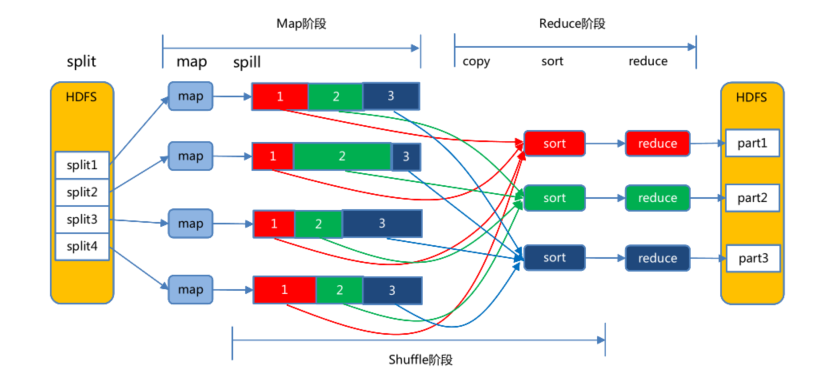 Map阶段
Reduce阶段
split
map
spill
copy
sort
reduce
HDFS
split1
split2
split3
split4
map
1
2
3
map
1
2
3
map
1
2
3
map
1
2
3
sort
reduce
sort
reduce
sort
reduce
HDFS
part1
part2
part3
Shuffle阶段